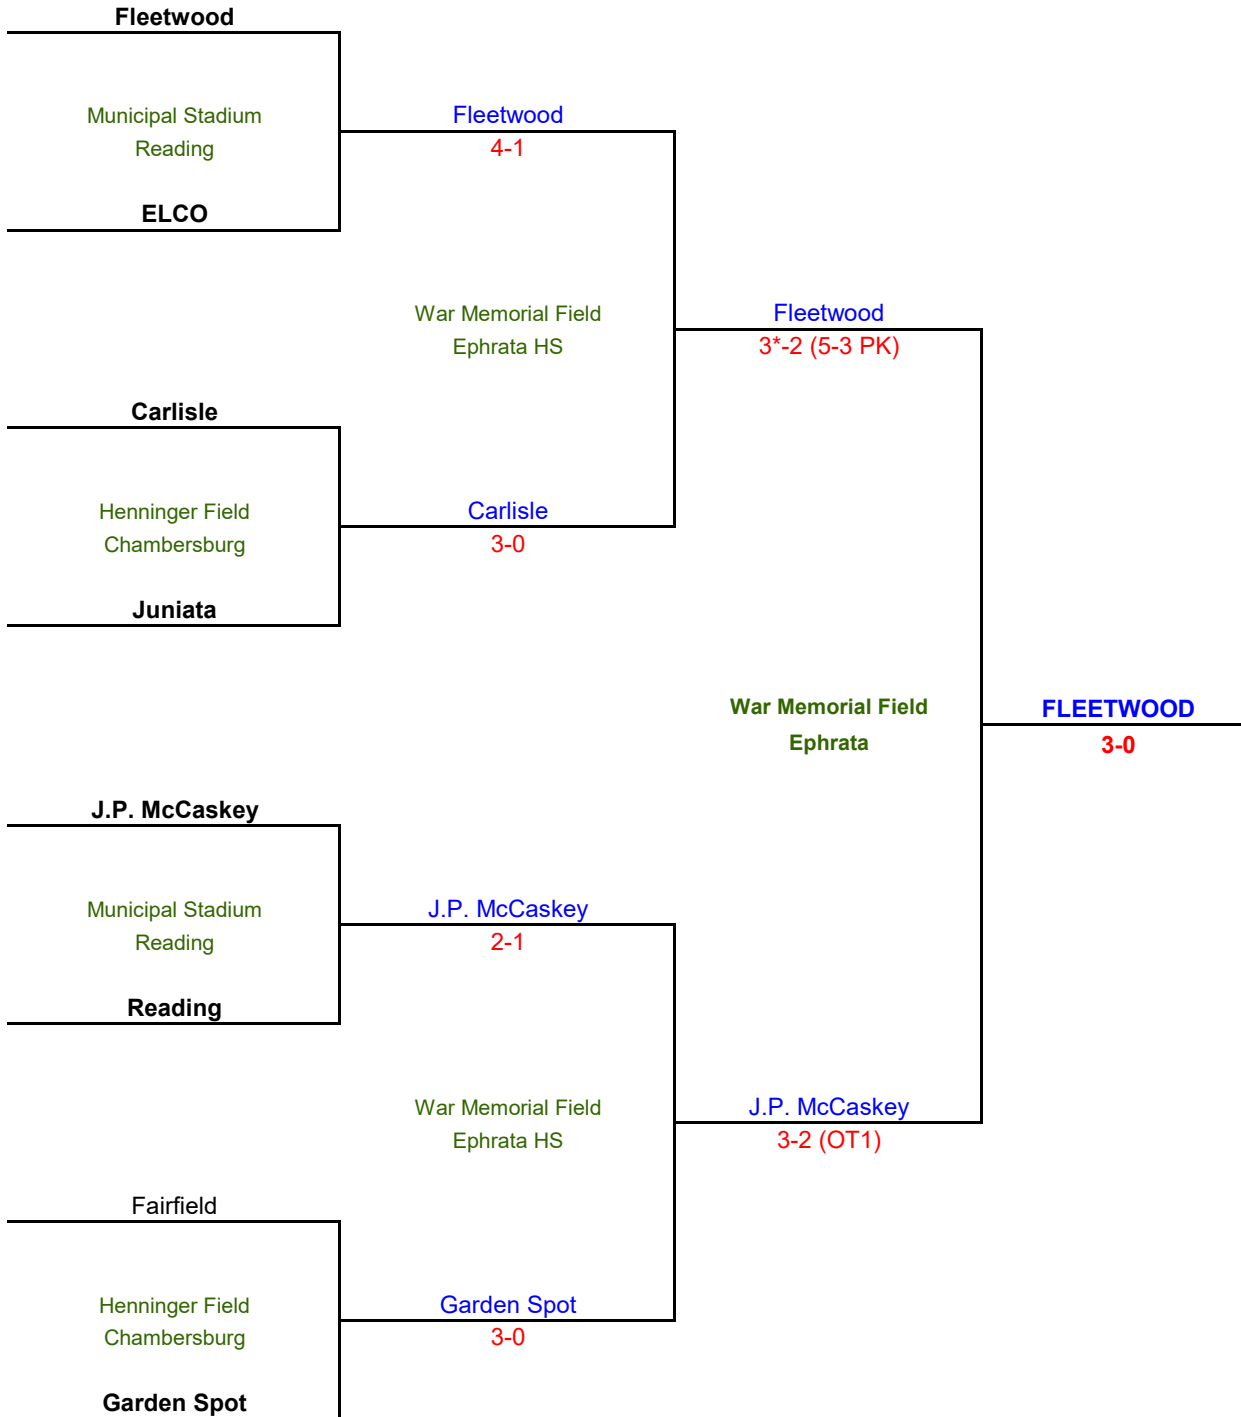 Fleetwood
Municipal Stadium
Reading
Fleetwood
4-1
ELCO
War Memorial Field
Ephrata HS
Fleetwood
3*-2 (5-3 PK)
Carlisle
Henninger Field
Chambersburg
Carlisle
3-0
Juniata
War Memorial Field
Ephrata
FLEETWOOD
3-0
J.P. McCaskey
Municipal Stadium
Reading
J.P. McCaskey
2-1
Reading
War Memorial Field
Ephrata HS
J.P. McCaskey
3-2 (OT1)
Fairfield
Henninger Field
Chambersburg
Garden Spot
3-0
Garden Spot